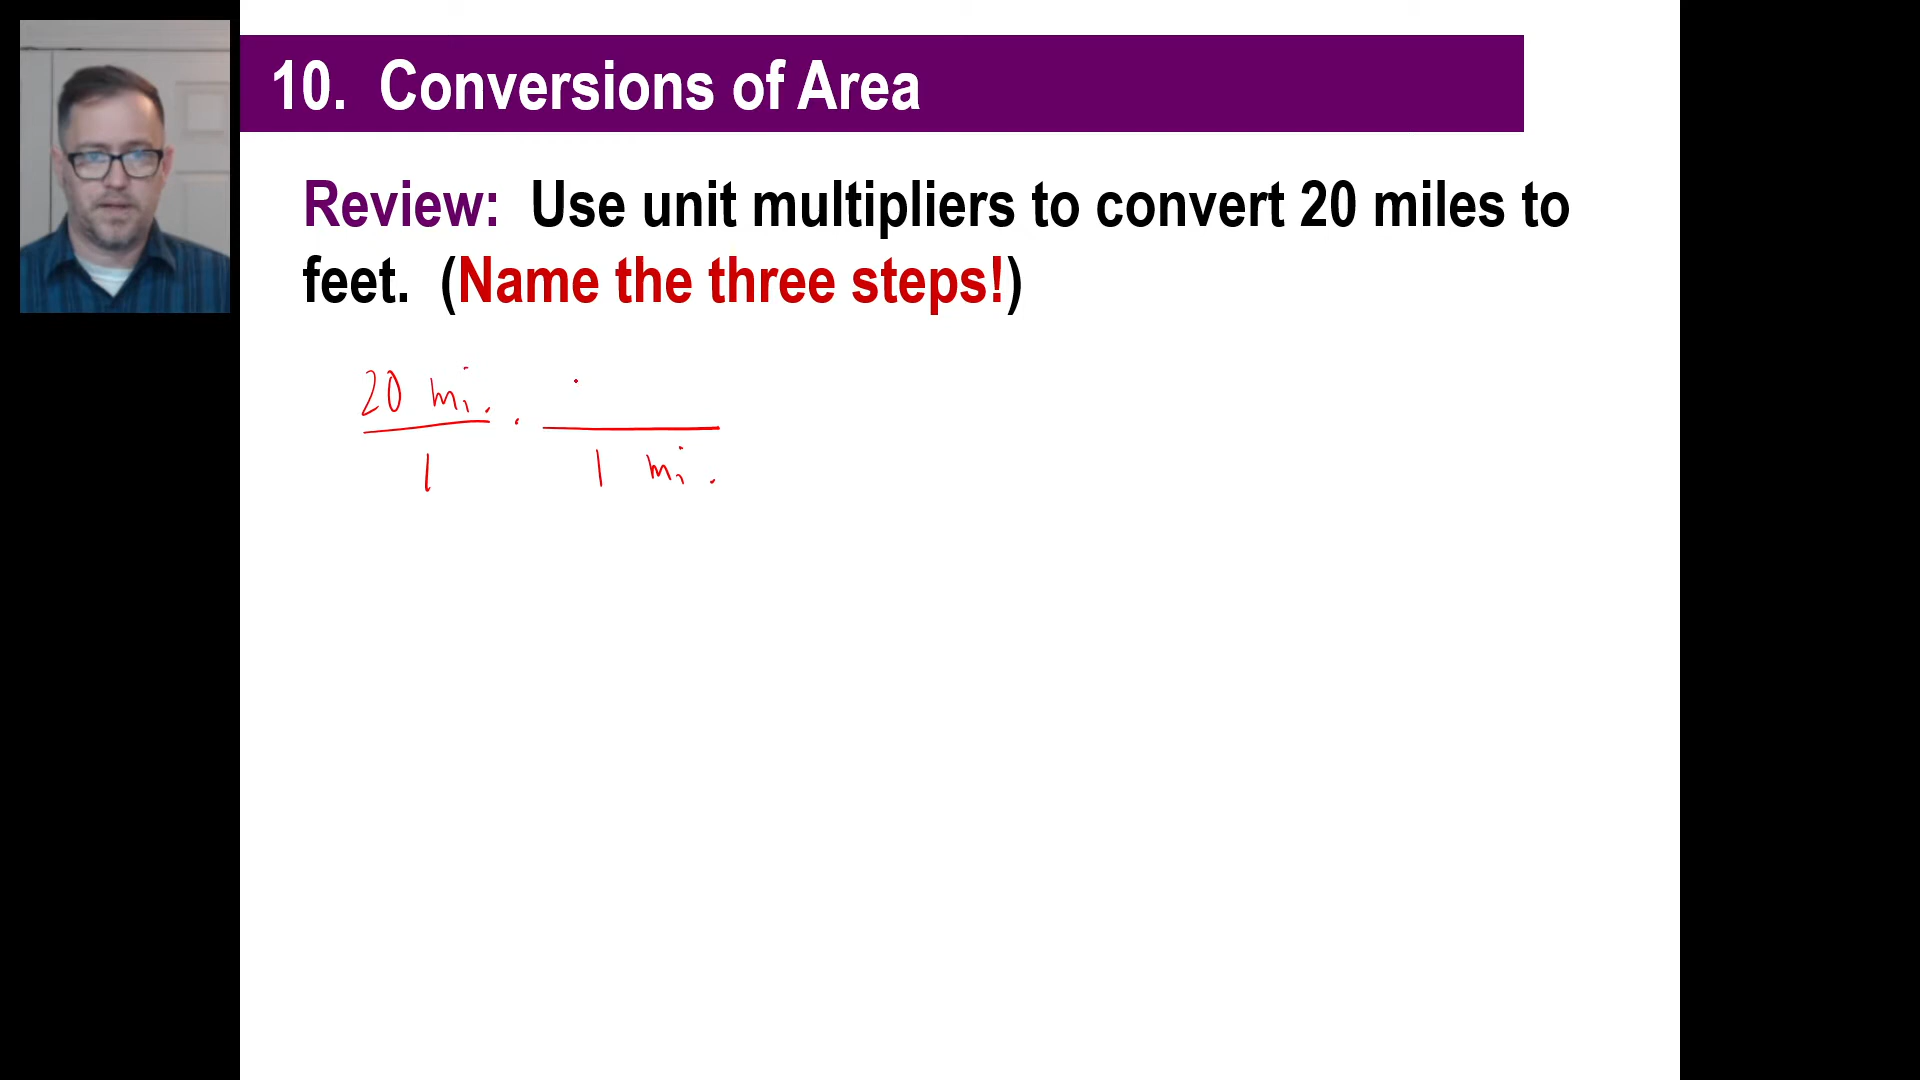 10. Conversions of Area
Review: Use unit multipliers to convert 20 miles to
feet. (Name the three steps!)
20 mi. .
1 1 mi.